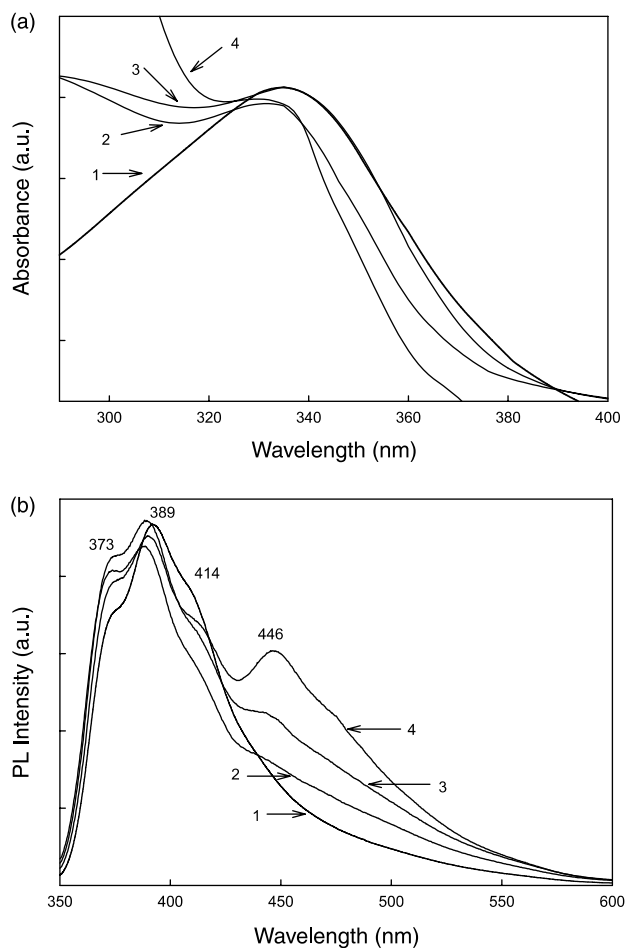 (a)
4
3
2
1
Absorbance (a.u.)
300 320 340 360 380 400
Wavelength (nm)
(b)
389
373
414
446
4
3
2
1
PL Intensity (a.u.)
350 400 450 500 550 600
Wavelength (nm)